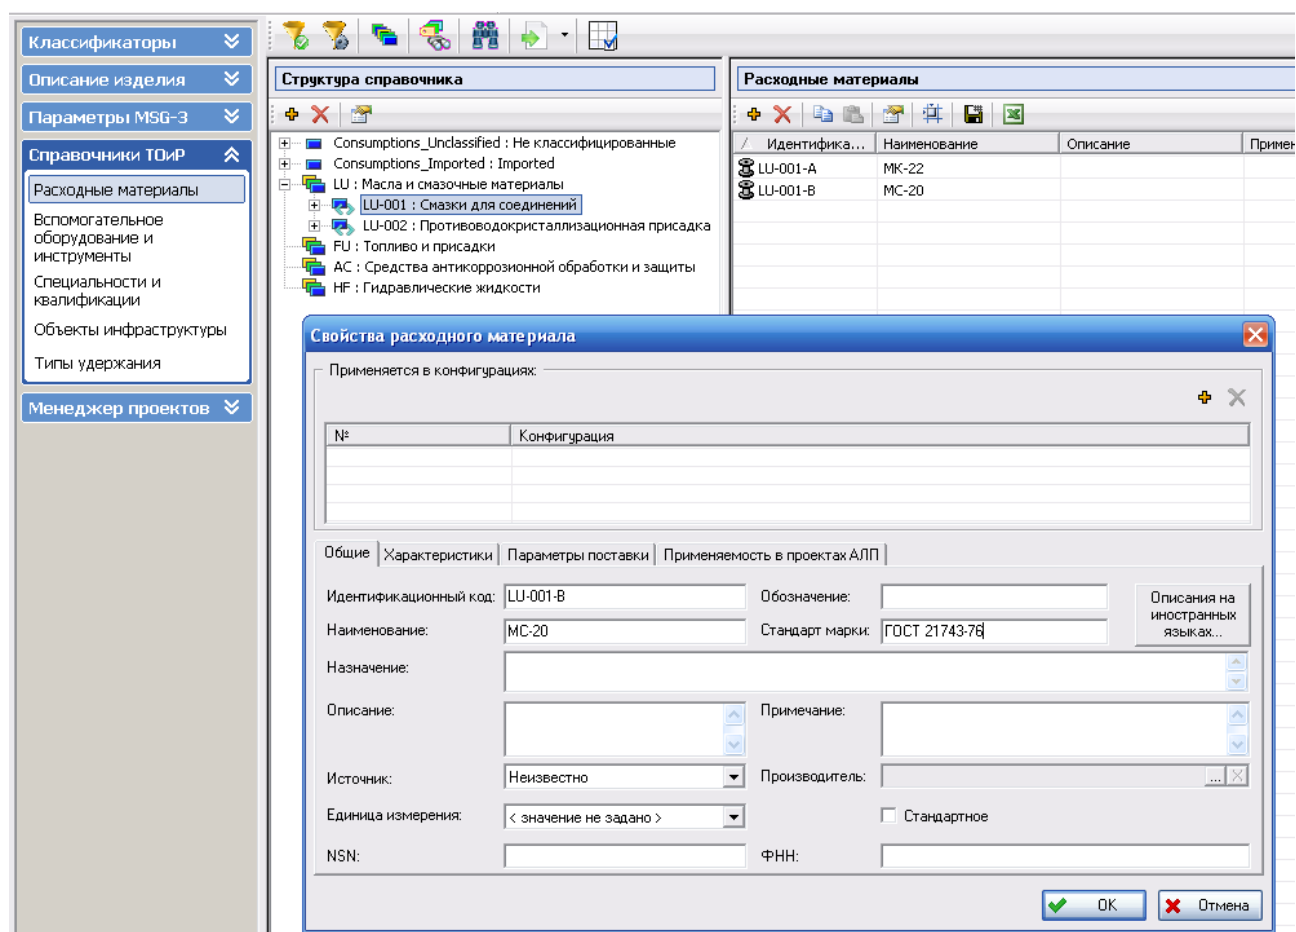 Классификаторы
Описание изделия
Параметры MSG-3
Справочники ТОиР
Расходные материалы
Вспомогательное
оборудование и
инструменты
Специальности и
квалификации
Объекты инфраструктуры
Типы удержания
Менеджер проектов
Структура справочника
Consumptions_Unclassified : Не классифицированные
Consumptions_Imported : Imported
LU : Масла и смазочные материалы
LU-001 : Смазки для соединений
LU-002 : Противоводокристаллизационная присадка
FU : Топливо и присадки
AC : Средства антикоррозионной обработки и защиты
HF : Гидравлические жидкости
Расходные материалы
Идентифика... Наименование Описание Примен
LU-001-A МК-22
LU-001-B МС-20
Свойства расходного материала
Применяется в конфигурациях:
№ Конфигурация
Общие Характеристики Параметры поставки Применяемость в проектах АЛП
Идентификационный код: LU-001-B Обозначение:
Описания на
иностранных
языках...
Наименование: МС-20 Стандарт марки: ГОСТ 21743-76
Назначение:
Описание: Примечание:
Источник: Неизвестно Производитель: ...
Единица измерения: < значение не задано > Стандартное
NSN: ФНН:
OK Отмена